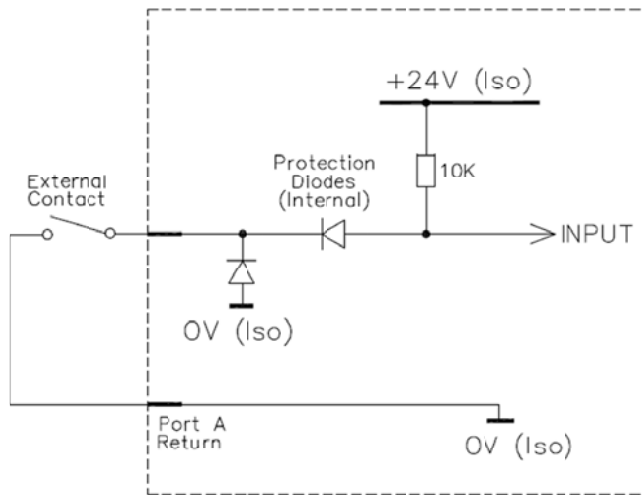 +24V (Iso)
10K
Protection
Diodes
(Internal)
External
Contact
INPUT
0V (Iso)
Port A
Return
0V (Iso)